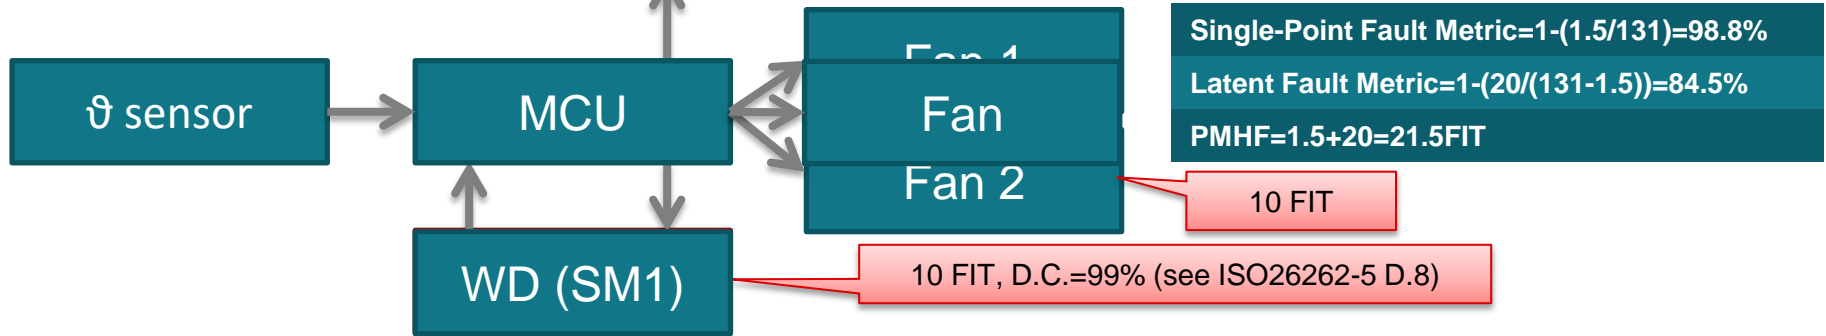 Single-Point Fault Metric=1-(1.5/131)=98.8%
Fan 1
ϑ sensor
MCU
Fan
Latent Fault Metric=1-(20/(131-1.5))=84.5%
PMHF=1.5+20=21.5FIT
Fan 2
10 FIT
WD (SM1)
10 FIT, D.C.=99% (see ISO26262-5 D.8)